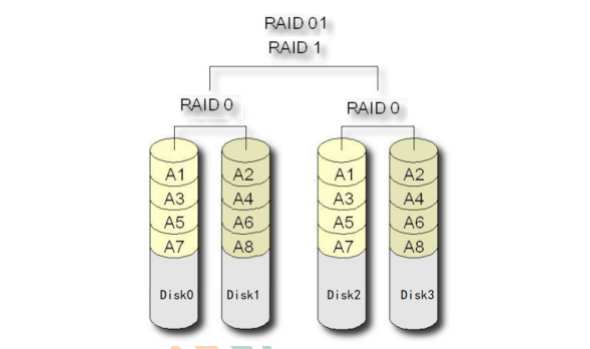 RAID 01
RAID 1
RAID 0 RAID 0
A1 A2 A1 A2
A3 A4 A3 A4
A5 A6 A5 A6
A7 A8 A7 A8
Disk0 Disk1 Disk2 Disk3